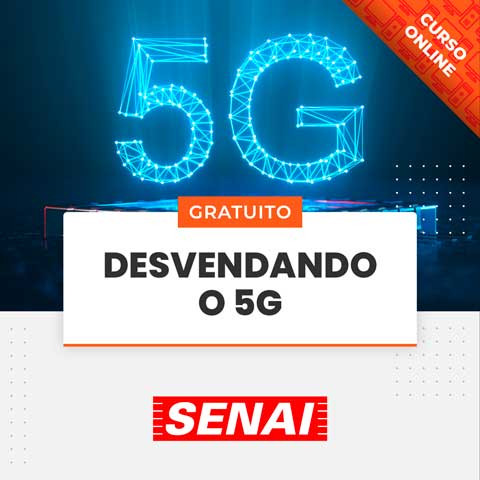 5G
CURSO
ONLINE
GRATUITO
DESVENDANDO
O 5G
SENAI